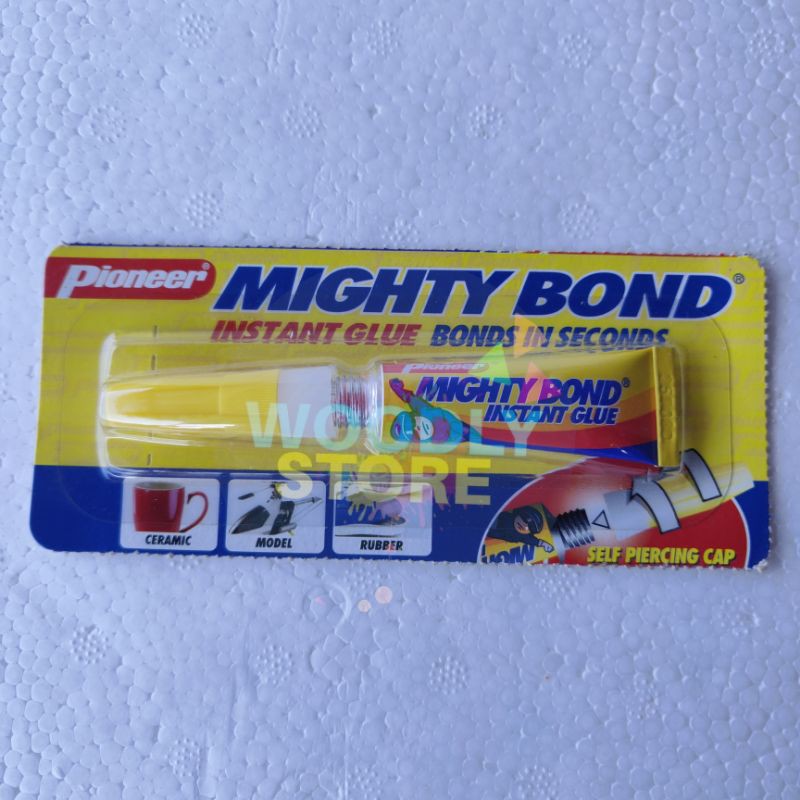 Pioneer®
MIGHTY BOND®
INSTANT GLUE BONDS IN SECONDS
Pioneer
MIGHTY BOND®
INSTANT GLUE
WOODLY
STORE
CERAMIC
MODEL
RUBBER
SELF PIERCING CAP